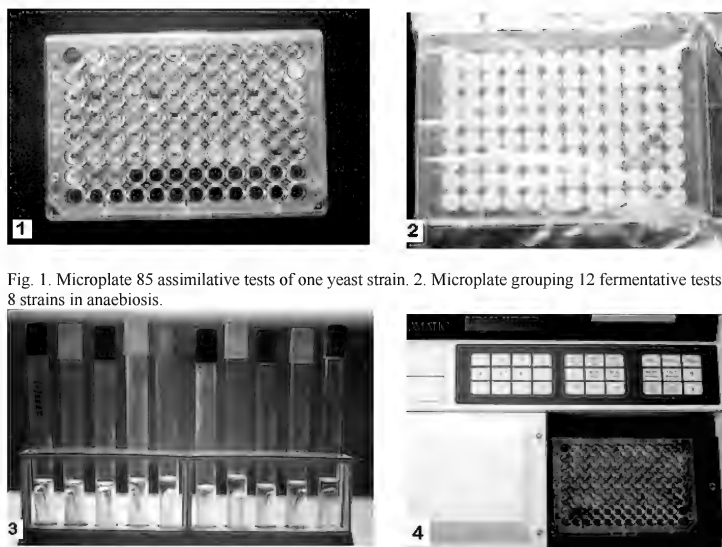 1
2
Fig. 1. Microplate 85 assimilative tests of one yeast strain. 2. Microplate grouping 12 fermentative tests
8 strains in anaebiosis.
3
4